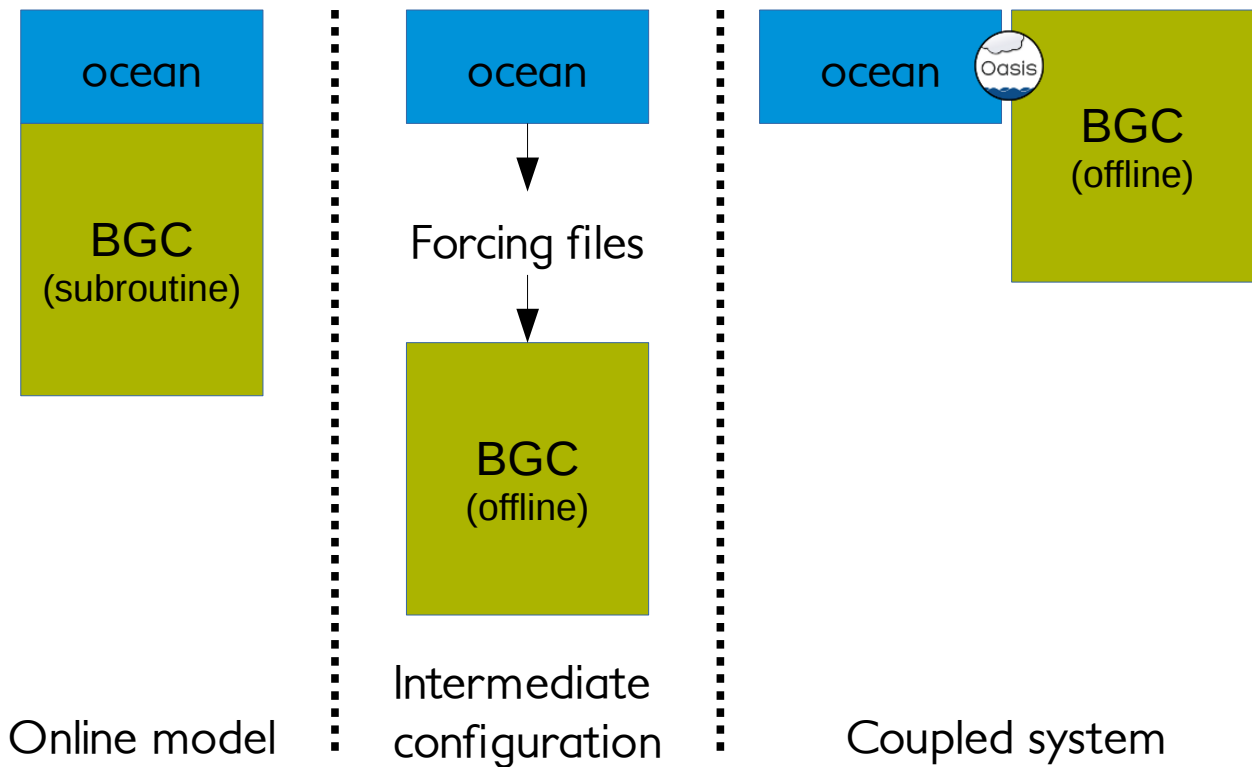 ocean
BGC
(subroutine)
Online model
ocean
Forcing files
BGC
(offline)
Intermediate
configuration
ocean
Oasis
BGC
(offline)
Coupled system